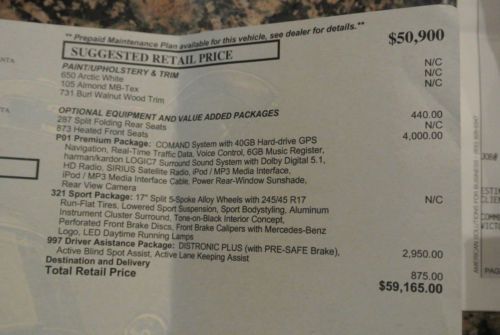 ** Prepaid Maintenance Plan available for this vehicle, see dealer for details.**
SUGGESTED RETAIL PRICE $50,900
PAINT/UPHOLSTERY & TRIM
650 Arctic White N/C
105 Almond MB-Tex N/C
731 Burl Walnut Wood Trim N/C
OPTIONAL EQUIPMENT AND VALUE ADDED PACKAGES
287 Split Folding Rear Seats 440.00
873 Heated Front Seats N/C
P01 Premium Package: COMAND System with 40GB Hard-drive GPS 4,000.00
Navigation, Real-Time Traffic Data, Voice Control, 6GB Music Register,
harman/kardon LOGIC7 Surround Sound System with Dolby Digital 5.1,
HD Radio, SIRIUS Satellite Radio, iPod / MP3 Media Interface,
iPod / MP3 Media Interface Cable, Power Rear-Window Sunshade,
Rear View Camera
321 Sport Package: 17" Split 5-Spoke Alloy Wheels with 245/45 R17 N/C
Run-Flat Tires, Lowered Sport Suspension, Sport Bodystyling, Aluminum
Instrument Cluster Surround, Tone-on-Black Interior Concept,
Perforated Front Brake Discs, Front Brake Calipers with Mercedes-Benz
Logo, LED Daytime Running Lamps
997 Driver Assistance Package: DISTRONIC PLUS (with PRE-SAFE Brake), 2,950.00
Active Blind Spot Assist, Active Lane Keeping Assist
Destination and Delivery 875.00
Total Retail Price $59,165.00
JOB#
PAG